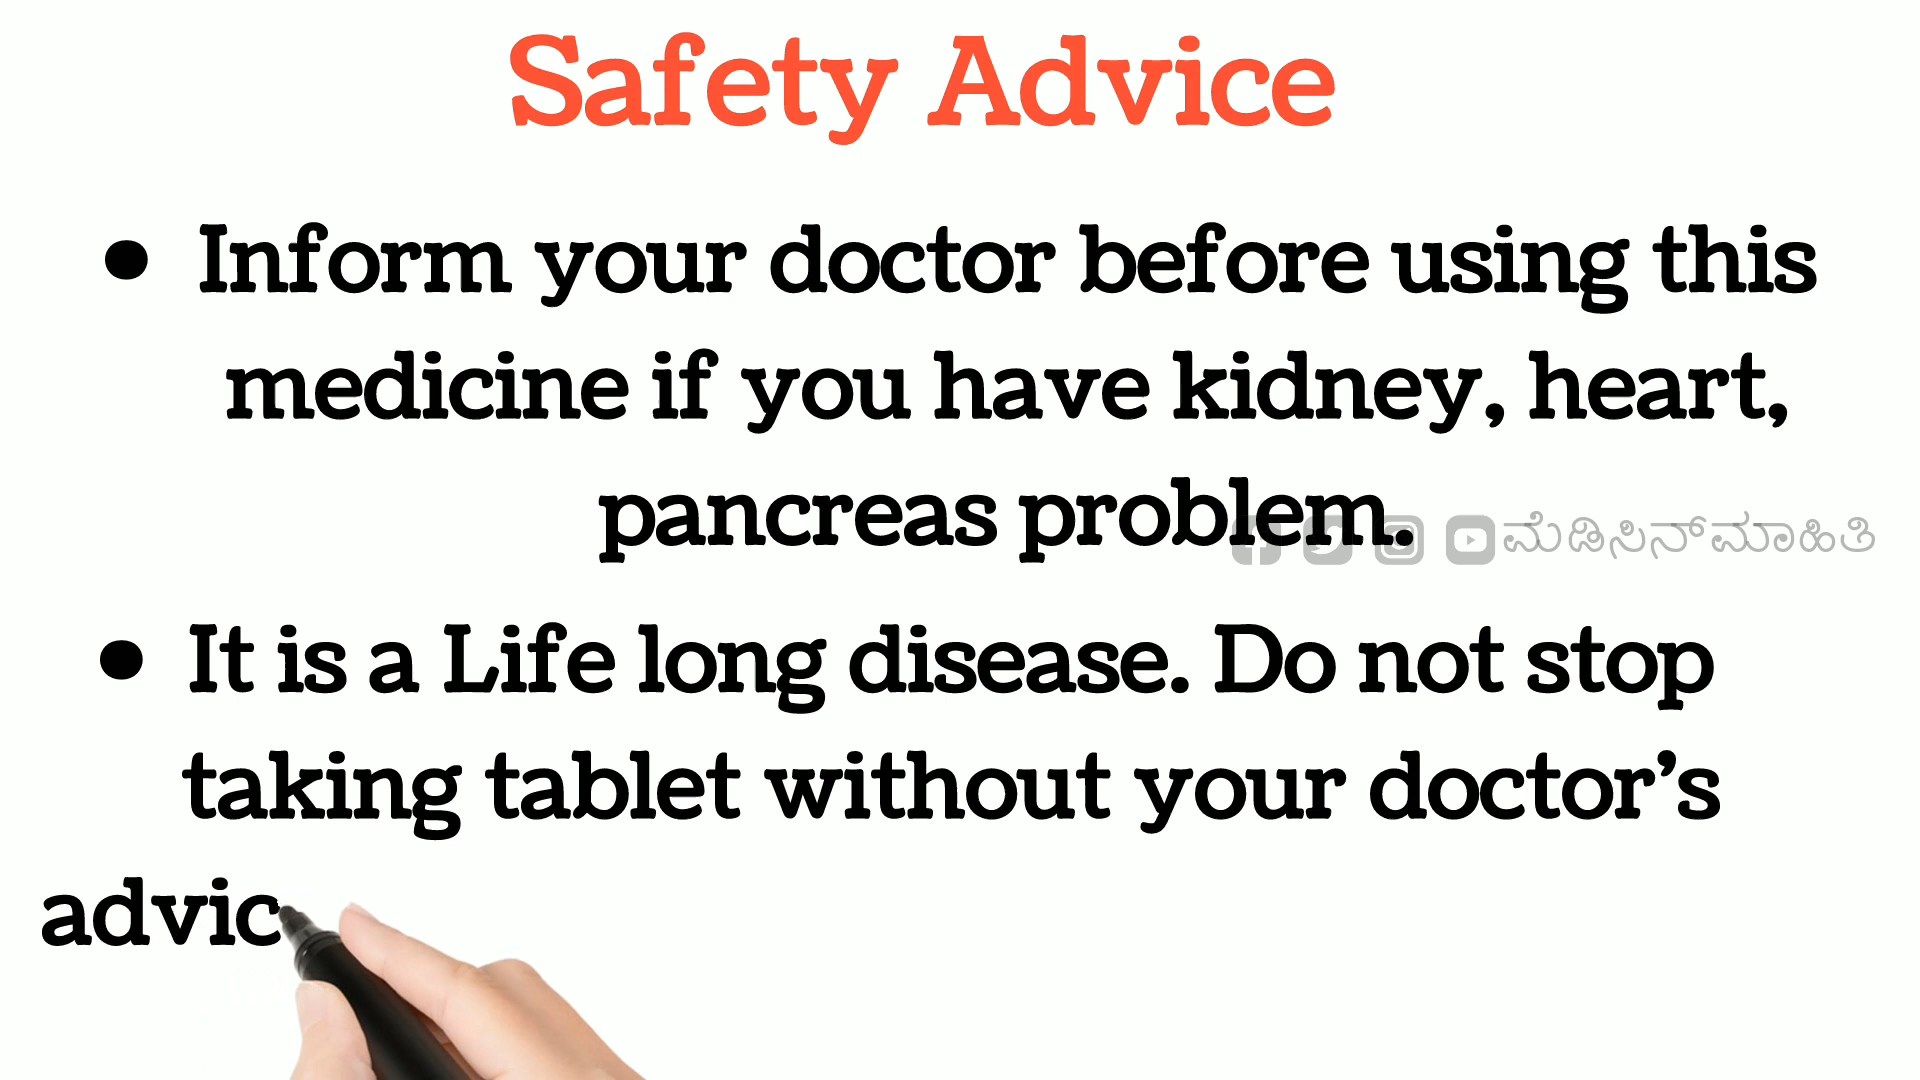 Safety Advice
• Inform your doctor before using this
medicine if you have kidney, heart,
pancreas problem.
ಮೆಡಿಸಿನ್ ಮಾಹಿತಿ
• It is a Life long disease. Do not stop
taking tablet without your doctor’s
advic